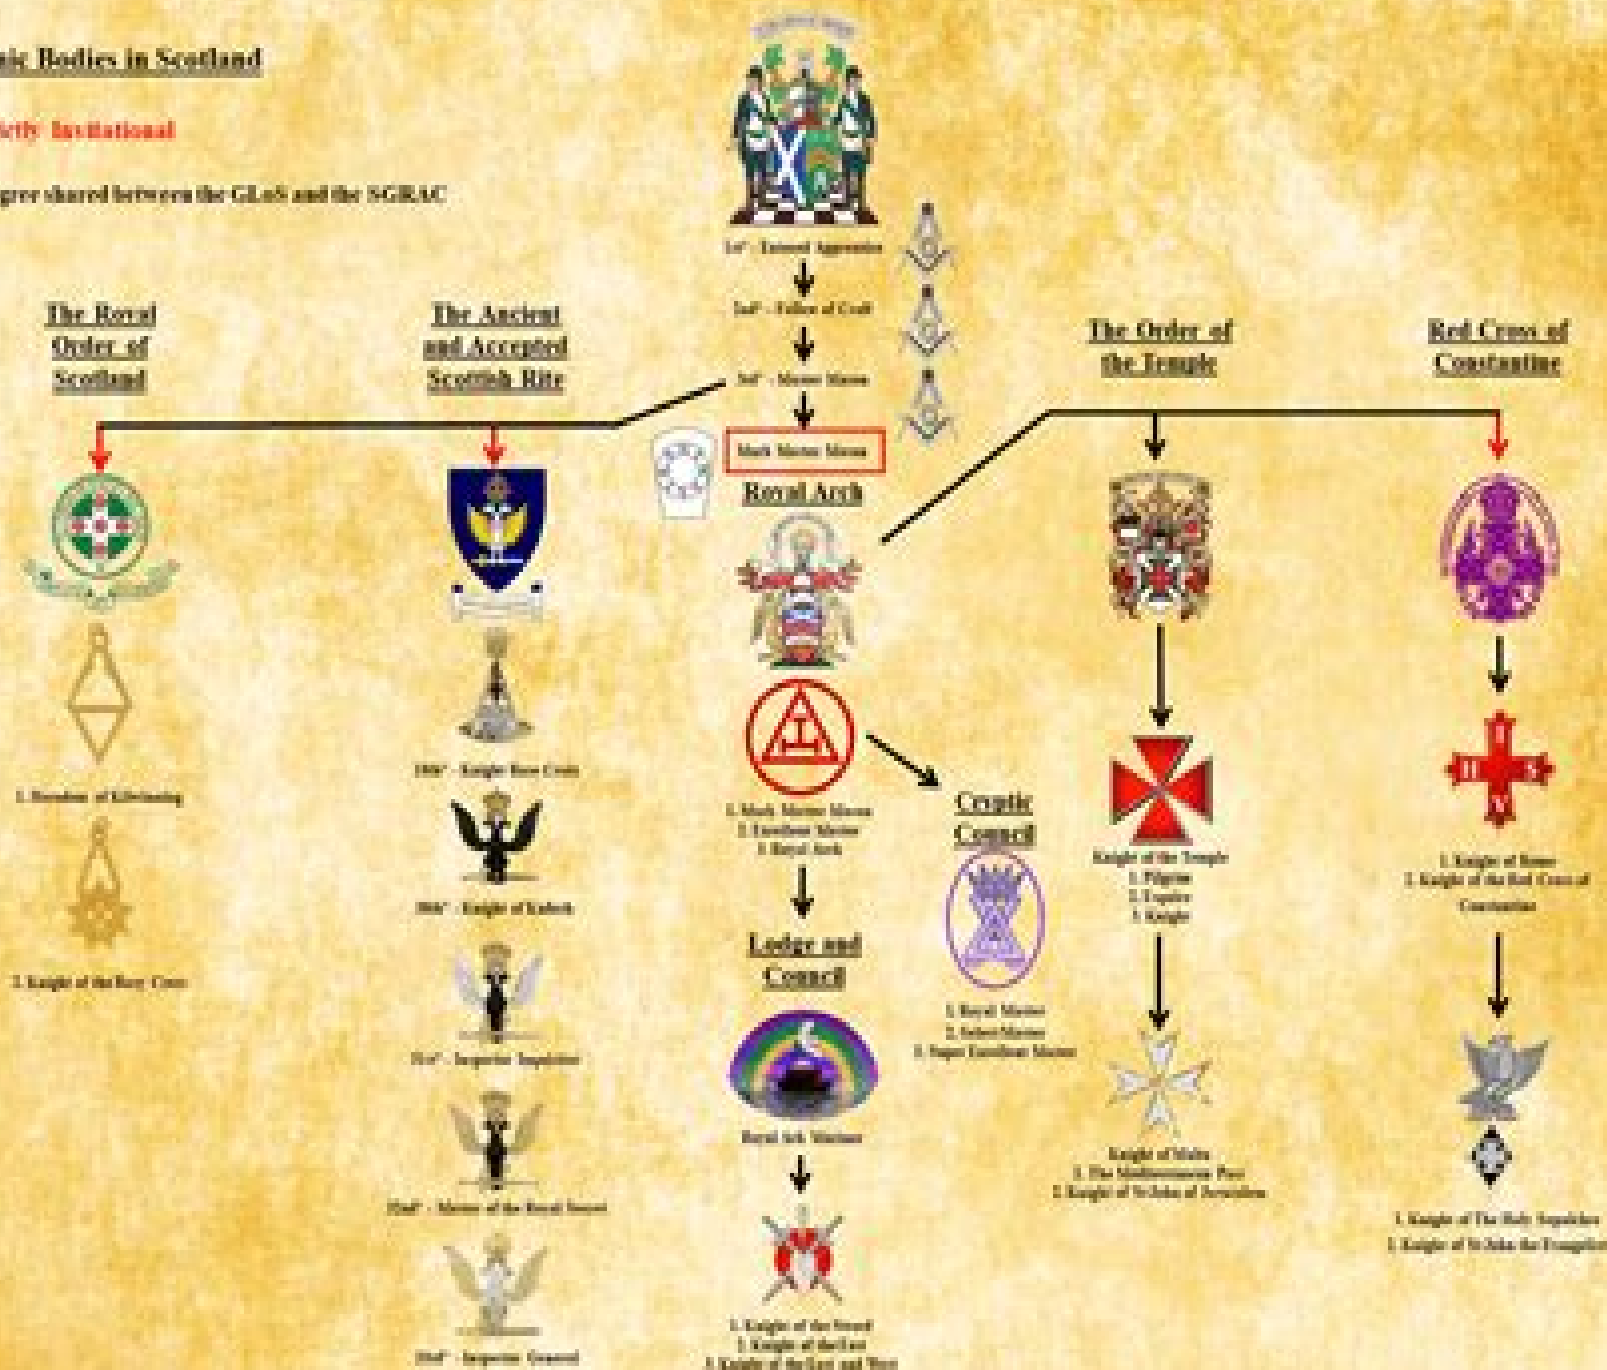 nic Bodies in Scotland
ctly Invitational
gree shared between the GLoS and the SGRAC
1st° - Entered Apprentice
2nd° - Fellow of Craft
3rd° - Master Mason
Mark Master Mason
The Royal
Order of
Scotland
1. Heredom of Kilwinning
2. Knight of the Rosy Cross
The Ancient
and Accepted
Scottish Rite
18th° - Knight Rose Croix
30th° - Knight of Kadosh
31st° - Inspector Inquisitor
32nd° - Master of the Royal Secret
33rd° - Inspector General
Royal Arch
1. Mark Master Mason
2. Excellent Master
3. Royal Arch
Lodge and
Council
Royal Ark Mariner
1. Knight of the Sword
2. Knight of the East
3. Knight of the East and West
Cryptic
Council
1. Royal Master
2. Select Master
3. Super Excellent Master
The Order of
the Temple
Knight of the Temple
1. Pilgrim
2. Esquire
3. Knight
Knight of Malta
1. The Mediterranean Pass
2. Knight of St John of Jerusalem
Red Cross of
Constantine
I
H S
V
1. Knight of Rome
2. Knight of the Red Cross of
Constantine
1. Knight of The Holy Sepulchre
2. Knight of St John the Evangelist